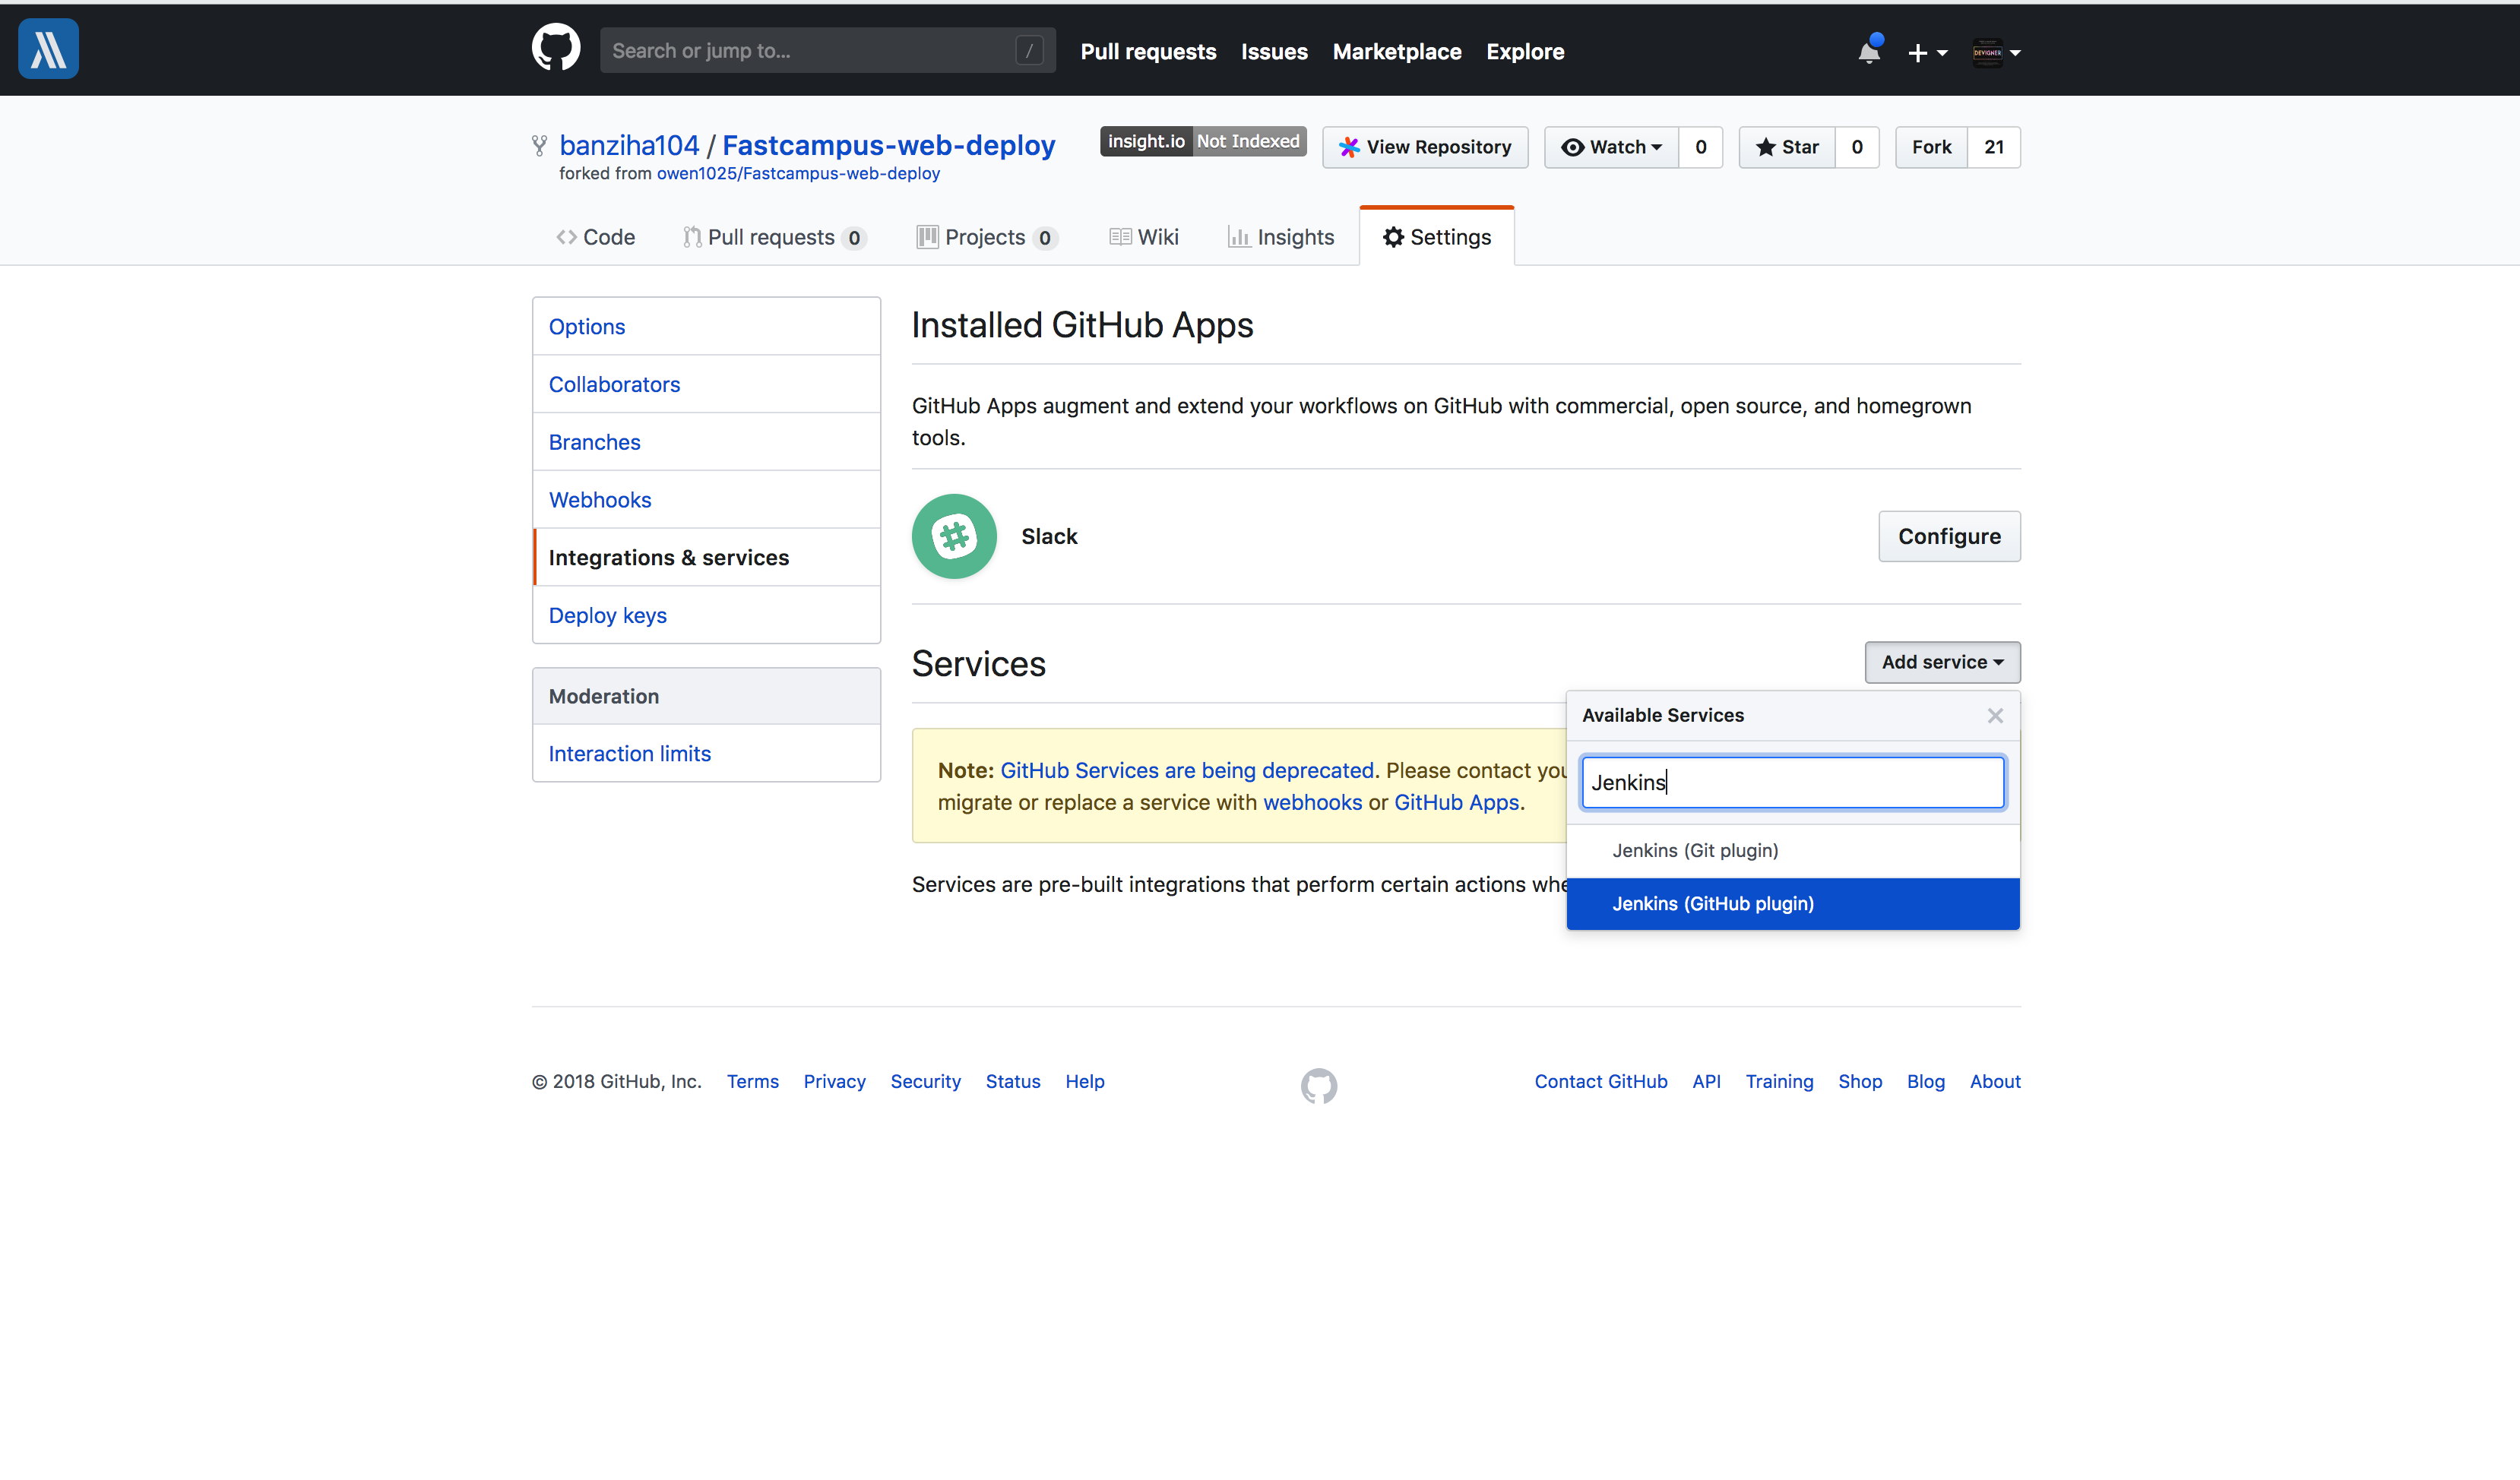 Search or jump to... /
Pull requests Issues Marketplace Explore
DEVIGNER
banziha104 / Fastcampus-web-deploy
forked from owen1025/Fastcampus-web-deploy
insight.io Not Indexed
View Repository
Watch 0
Star 0
Fork 21
Code
Pull requests 0
Projects 0
Wiki
Insights
Settings
Options
Collaborators
Branches
Webhooks
Integrations & services
Deploy keys
Moderation
Interaction limits
Installed GitHub Apps
GitHub Apps augment and extend your workflows on GitHub with commercial, open source, and homegrown
tools.
Slack
Configure
Services
Add service
Note: GitHub Services are being deprecated. Please contact you
migrate or replace a service with webhooks or GitHub Apps.
Services are pre-built integrations that perform certain actions whe
Available Services
Jenkins
Jenkins (Git plugin)
Jenkins (GitHub plugin)
© 2018 GitHub, Inc. Terms Privacy Security Status Help
Contact GitHub API Training Shop Blog About